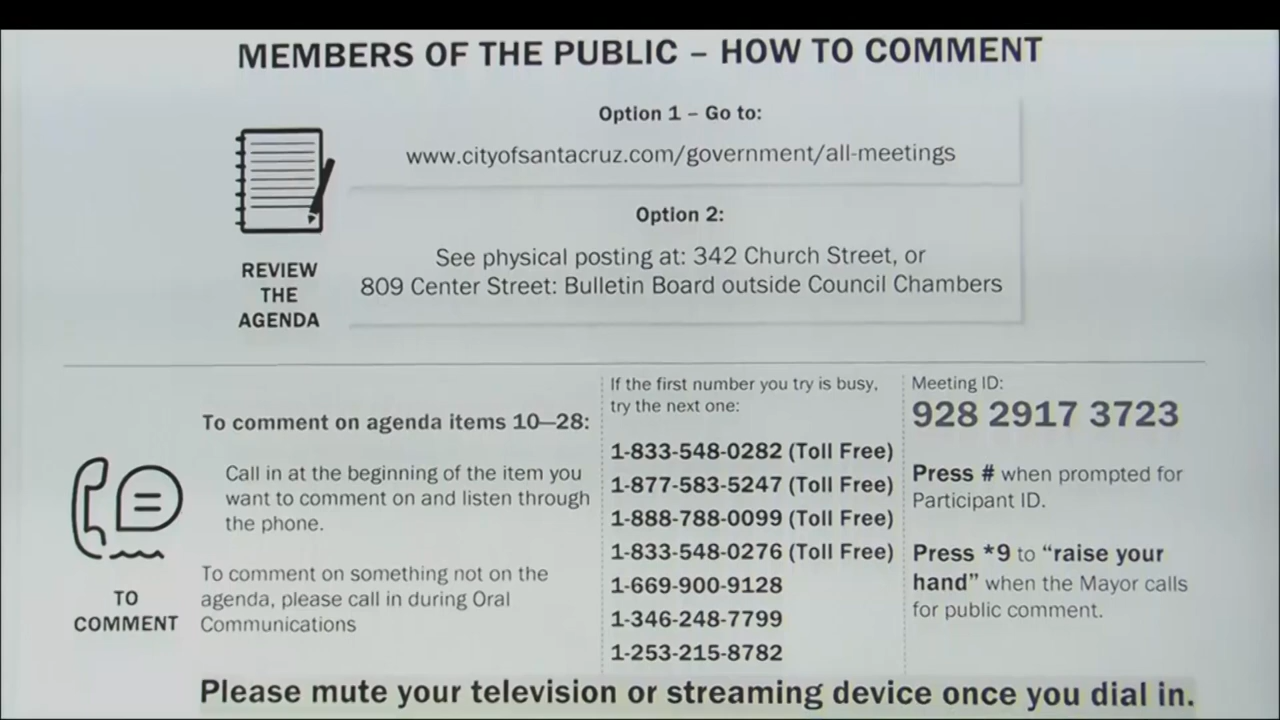 MEMBERS OF THE PUBLIC – HOW TO COMMENT
Option 1 – Go to:
www.cityofsantacruz.com/government/all-meetings
Option 2:
See physical posting at: 342 Church Street, or
809 Center Street: Bulletin Board outside Council Chambers
REVIEW
THE
AGENDA
To comment on agenda items 10—28:
Call in at the beginning of the item you
want to comment on and listen through
the phone.
To comment on something not on the
agenda, please call in during Oral
Communications
TO
COMMENT
If the first number you try is busy,
try the next one:
1-833-548-0282 (Toll Free)
1-877-583-5247 (Toll Free)
1-888-788-0099 (Toll Free)
1-833-548-0276 (Toll Free)
1-669-900-9128
1-346-248-7799
1-253-215-8782
Meeting ID:
928 2917 3723
Press # when prompted for
Participant ID.
Press *9 to “raise your
hand” when the Mayor calls
for public comment.
Please mute your television or streaming device once you dial in.